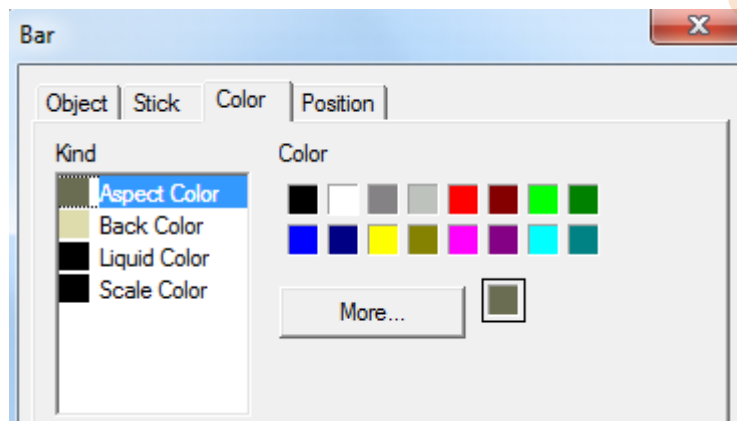 Bar
Object Stick Color Position
Kind
Color
Aspect Color
Back Color
Liquid Color
Scale Color
More...